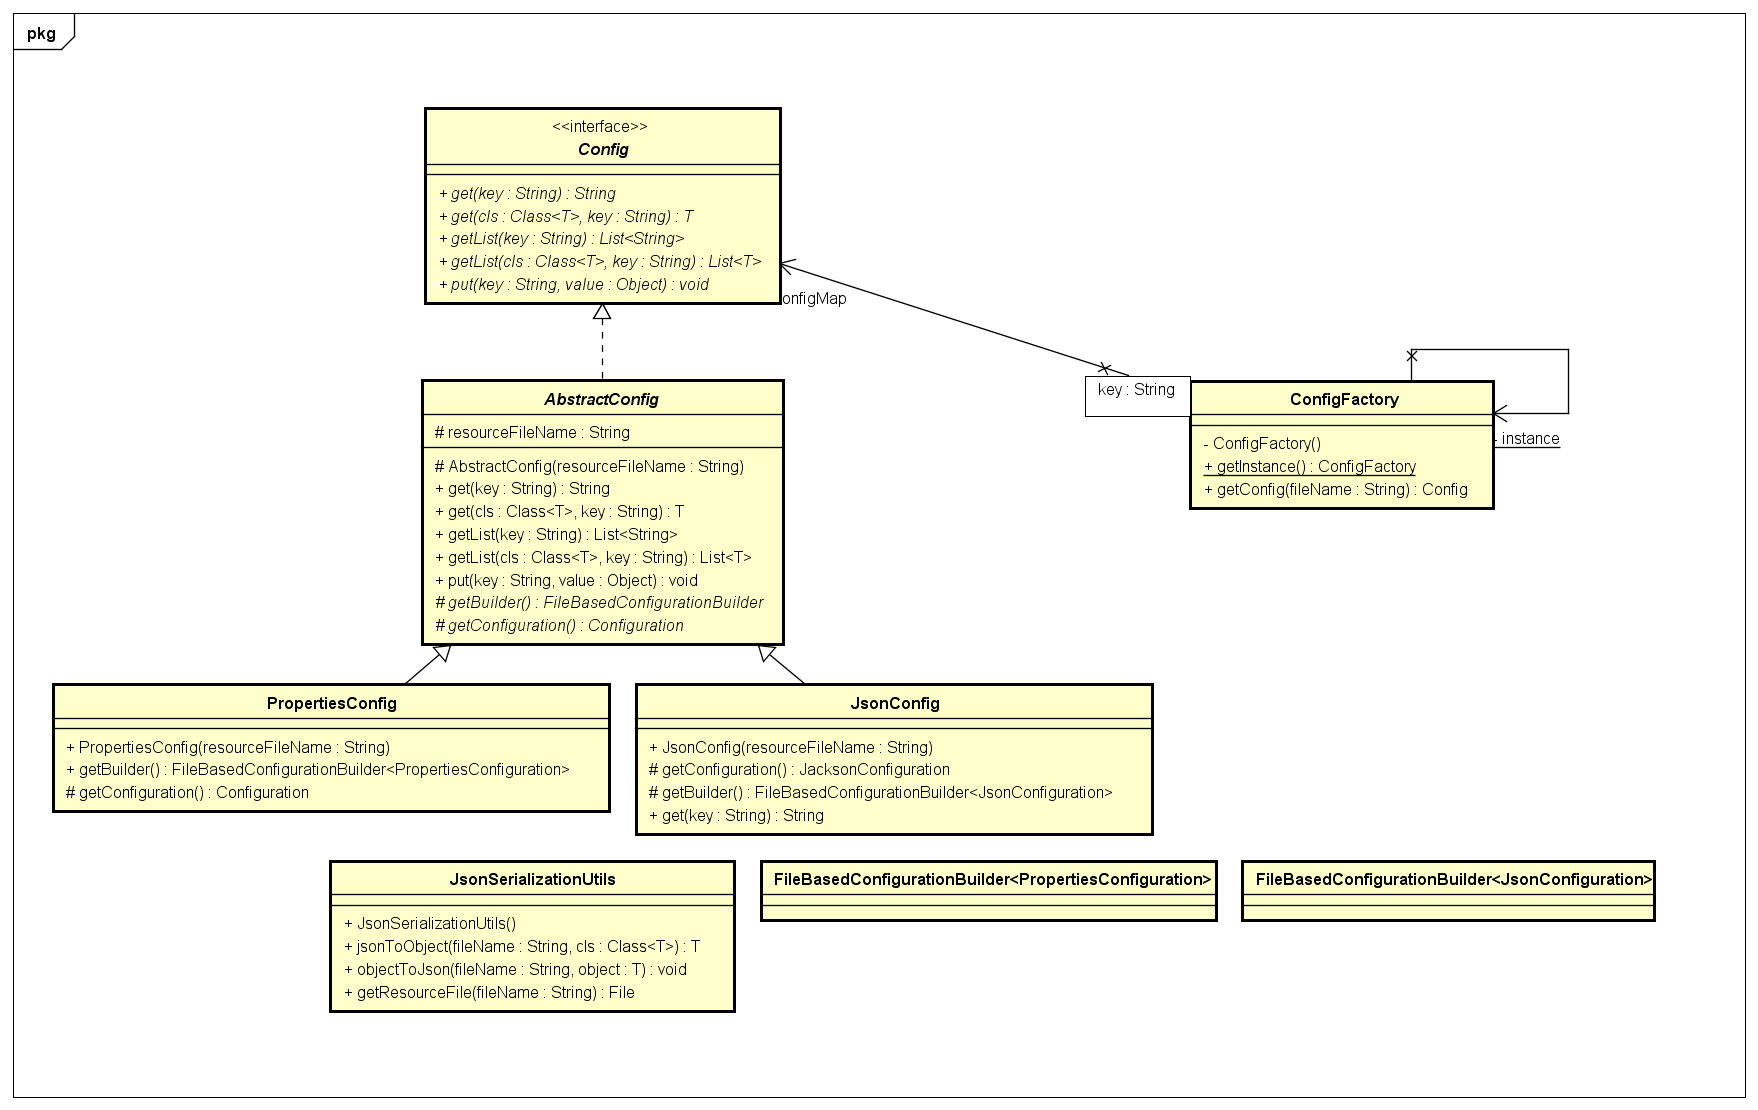 pkg
<<interface>>
Config
+ get(key : String) : String
+ get(cls : Class<T>, key : String) : T
+ getList(key : String) : List<String>
+ getList(cls : Class<T>, key : String) : List<T>
+ put(key : String, value : Object) : void
onfigMap
key : String
ConfigFactory
- ConfigFactory()
+ getInstance() : ConfigFactory
+ getConfig(fileName : String) : Config
- instance
AbstractConfig
# resourceFileName : String
# AbstractConfig(resourceFileName : String)
+ get(key : String) : String
+ get(cls : Class<T>, key : String) : T
+ getList(key : String) : List<String>
+ getList(cls : Class<T>, key : String) : List<T>
+ put(key : String, value : Object) : void
# getBuilder() : FileBasedConfigurationBuilder
# getConfiguration() : Configuration
PropertiesConfig
+ PropertiesConfig(resourceFileName : String)
+ getBuilder() : FileBasedConfigurationBuilder<PropertiesConfiguration>
# getConfiguration() : Configuration
JsonConfig
+ JsonConfig(resourceFileName : String)
# getConfiguration() : JacksonConfiguration
# getBuilder() : FileBasedConfigurationBuilder<JsonConfiguration>
+ get(key : String) : String
JsonSerializationUtils
+ JsonSerializationUtils()
+ jsonToObject(fileName : String, cls : Class<T>) : T
+ objectToJson(fileName : String, object : T) : void
+ getResourceFile(fileName : String) : File
FileBasedConfigurationBuilder<PropertiesConfiguration>
FileBasedConfigurationBuilder<JsonConfiguration>